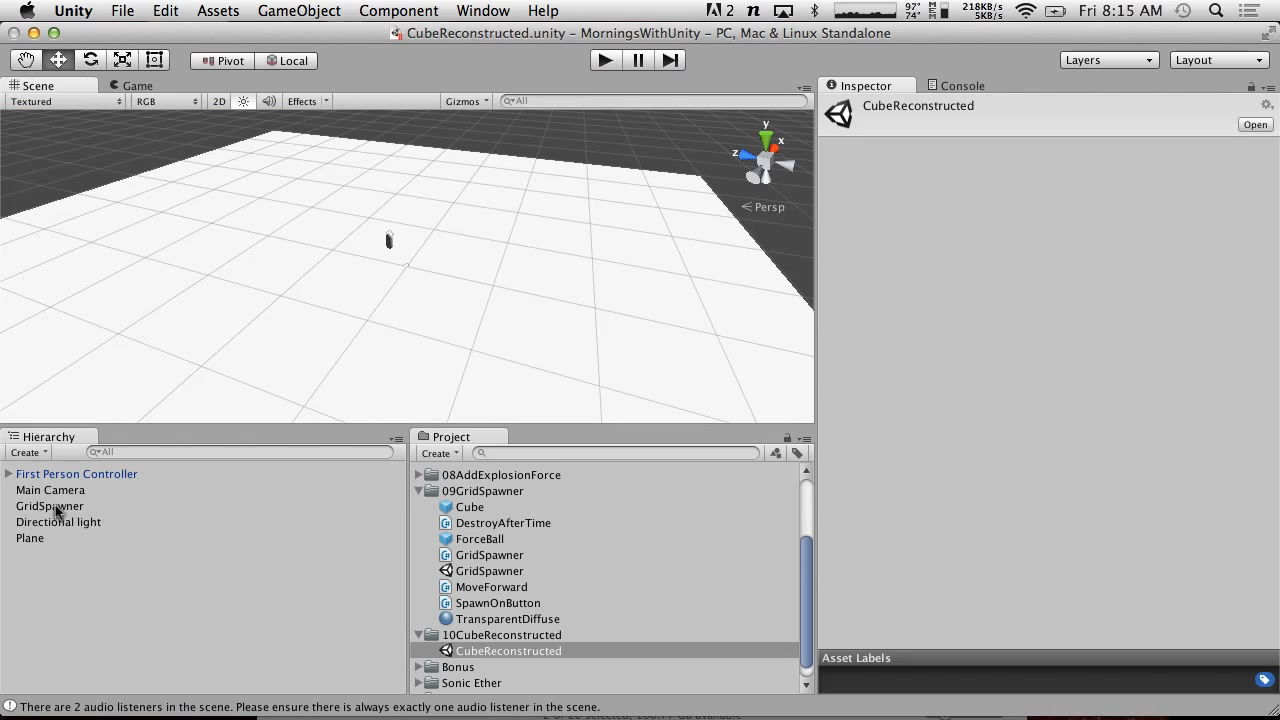 Unity File Edit Assets GameObject Component Window Help 2 97° 74° MEM 218KB/S 5KB/S Fri 8:15 AM
CubeReconstructed.unity – MorningsWithUnity – PC, Mac & Linux Standalone
Pivot Local Layers Layout
Scene Game
Textured RGB 2D Effects Gizmos All
y
x
z
Persp
Inspector Console
CubeReconstructed
Open
Hierarchy
Create All
First Person Controller
Main Camera
GridSpawner
Directional light
Plane
Project
Create
08AddExplosionForce
09GridSpawner
Cube
DestroyAfterTime
ForceBall
GridSpawner
GridSpawner
MoveForward
SpawnOnButton
TransparentDiffuse
10CubeReconstructed
CubeReconstructed
Bonus
Sonic Ether
Asset Labels
There are 2 audio listeners in the scene. Please ensure there is always exactly one audio listener in the scene.